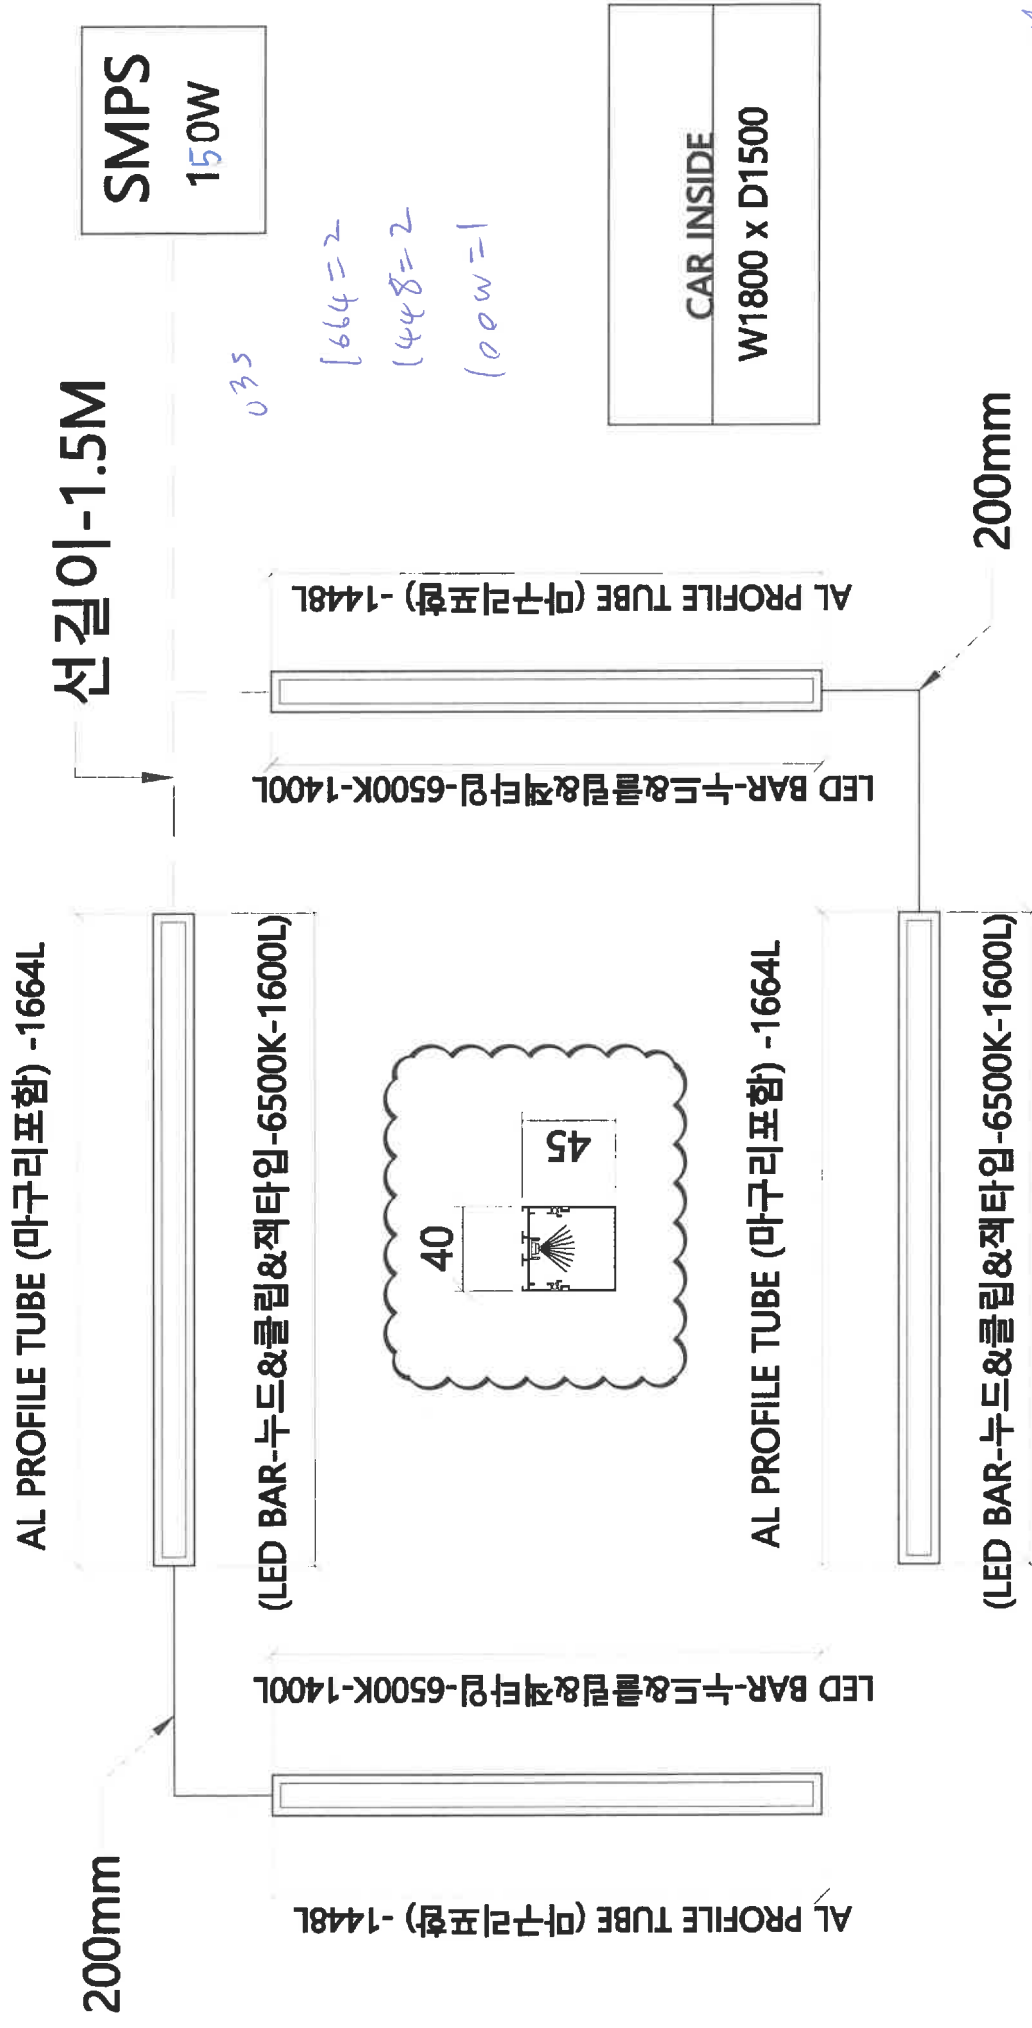 SMPS
150W
선길이-1.5M
035
1664=2
1448=2
100W=1
CAR INSIDE
W1800 x D1500
200mm
AL PROFILE TUBE (마구리포함) -1448L
LED BAR-누드&클립&잭타입-6500K-1400L
AL PROFILE TUBE (마구리포함) -1664L
(LED BAR-누드&클립&잭타입-6500K-1600L)
40
45
AL PROFILE TUBE (마구리포함) -1664L
(LED BAR-누드&클립&잭타입-6500K-1600L)
LED BAR-누드&클립&잭타입-6500K-1400L
AL PROFILE TUBE (마구리포함) -1448L
200mm